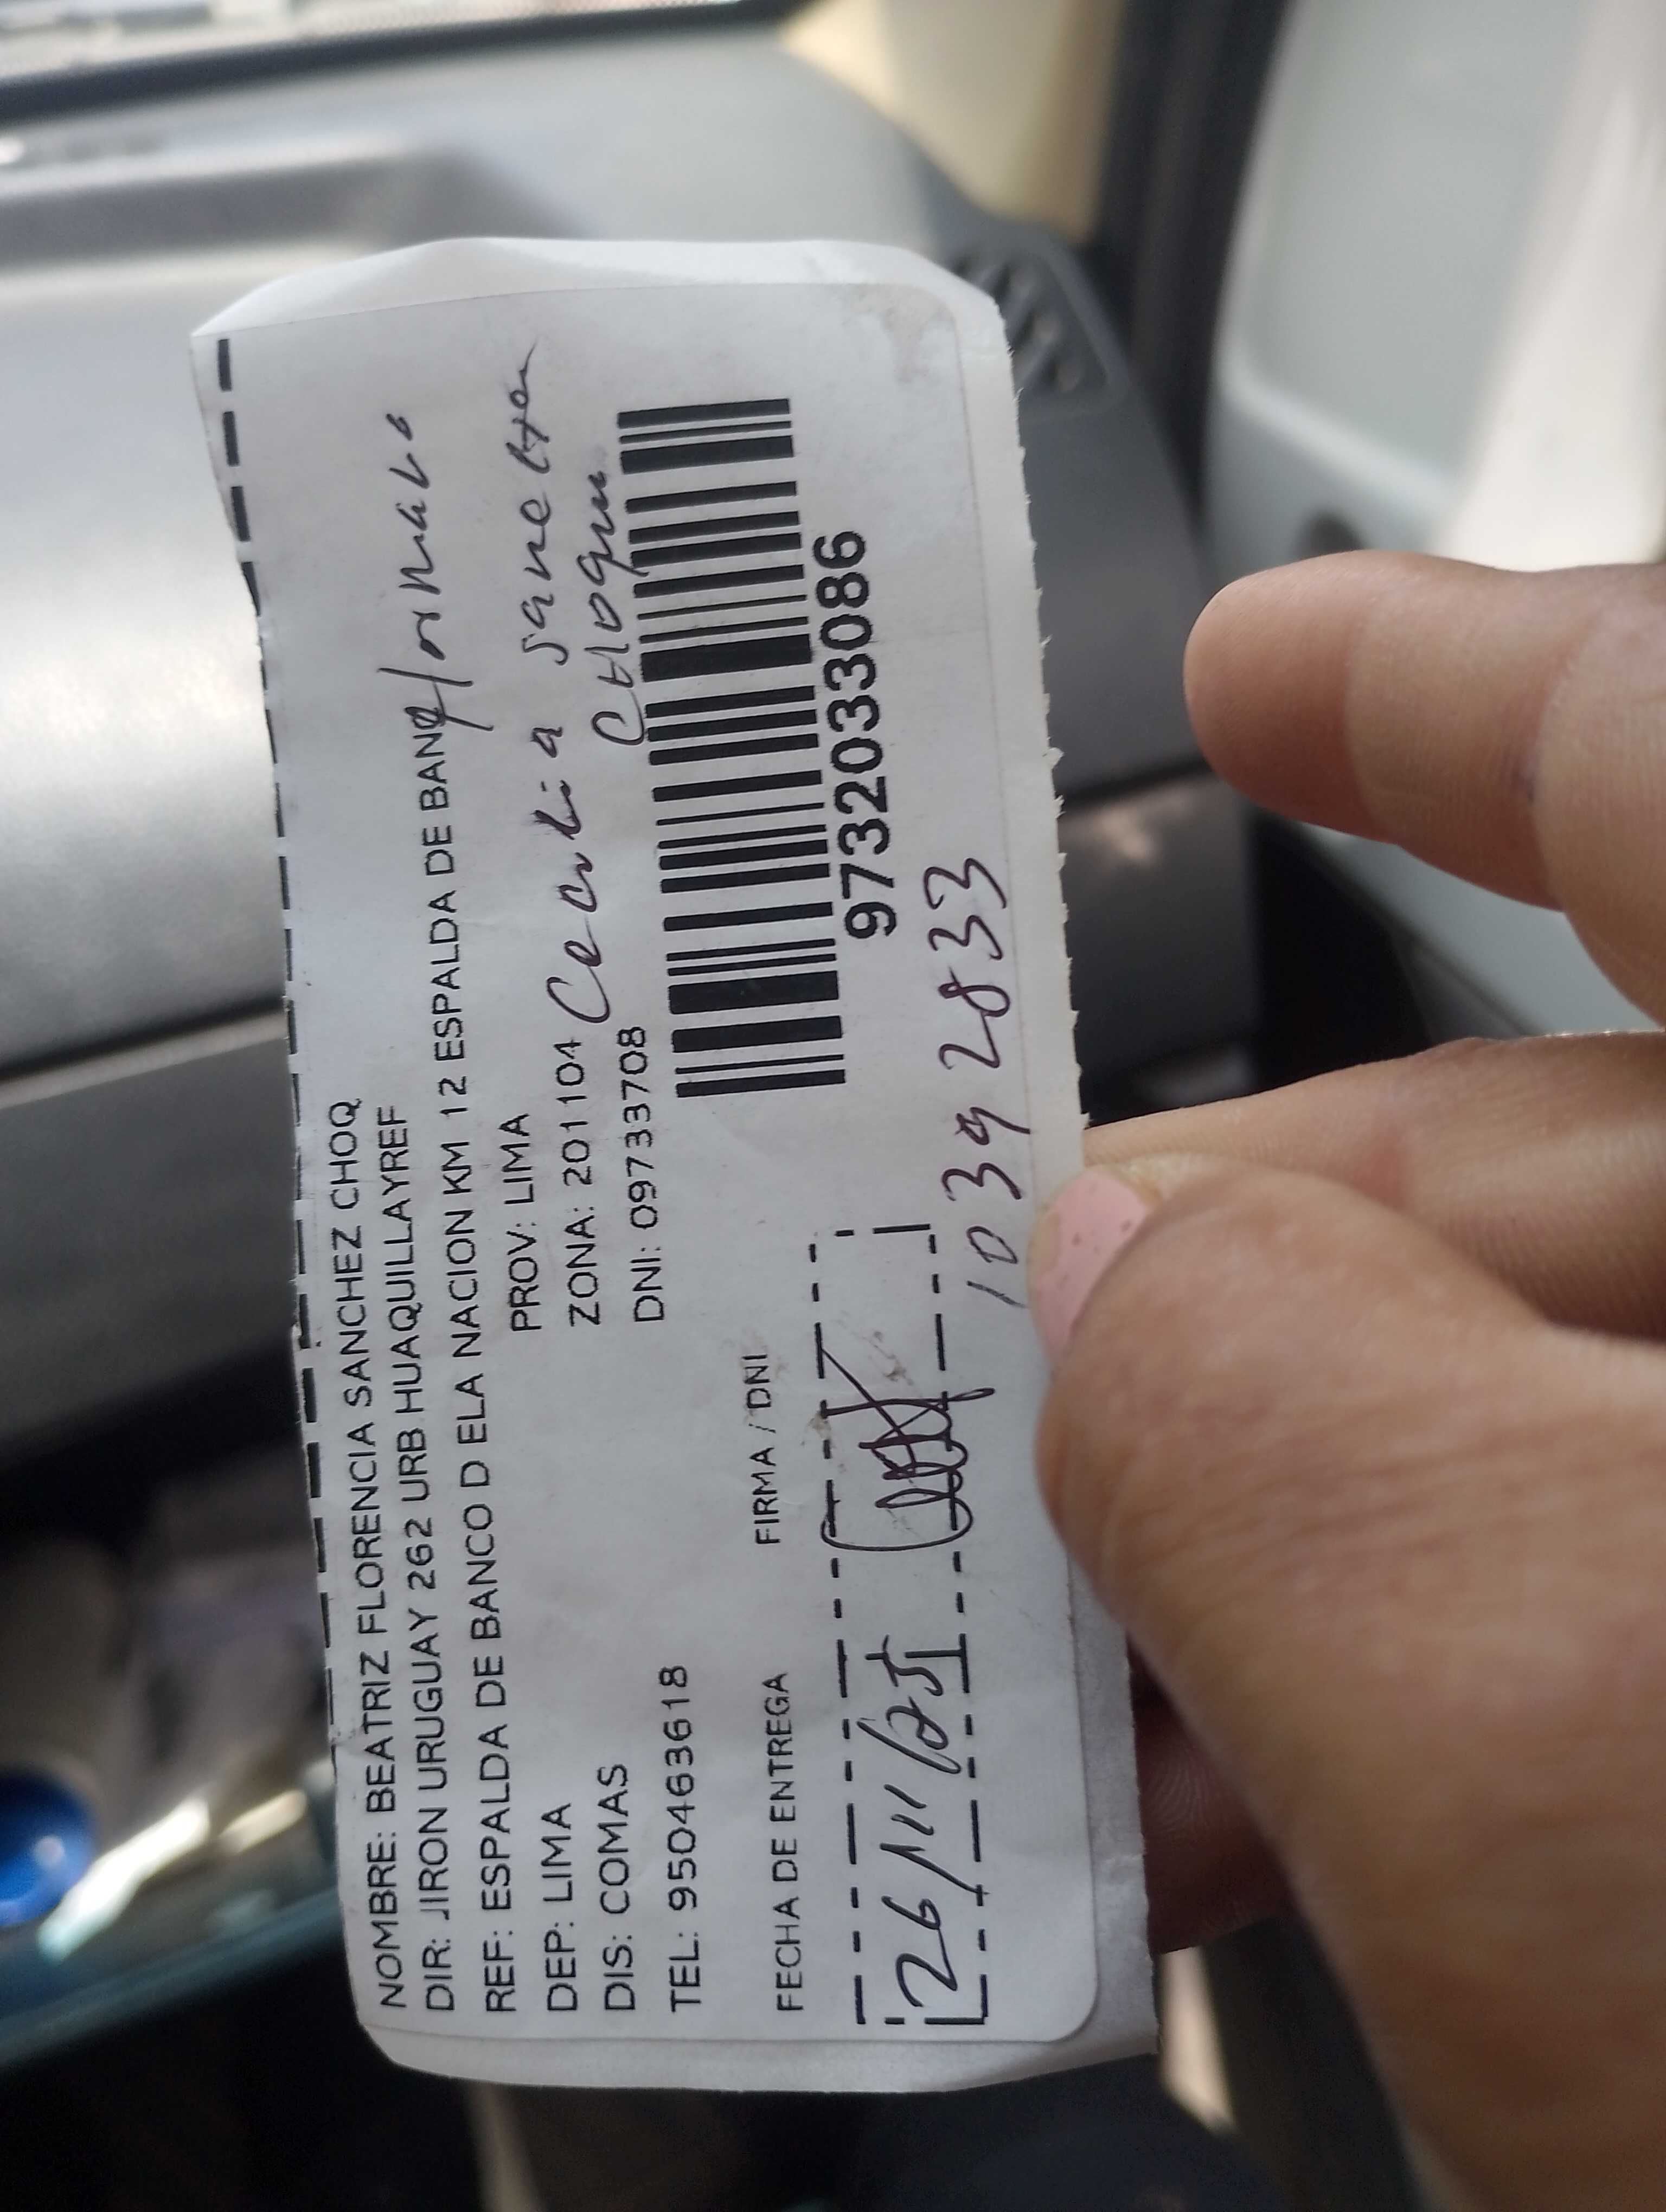 NOMBRE: BEATRIZ FLORENCIA SANCHEZ CHOQ
DIR: JIRON URUGUAY 262 URB HUAQUILLAYREF
REF: ESPALDA DE BANCO D ELA NACION KM 12 ESPALDA DE BAN
DEP: LIMA PROV: LIMA
DIS: COMAS ZONA: 201104
TEL: 950463618 DNI: 09733708
9732033086
FECHA DE ENTREGA FIRMA / DNI
26/11/25
10392833